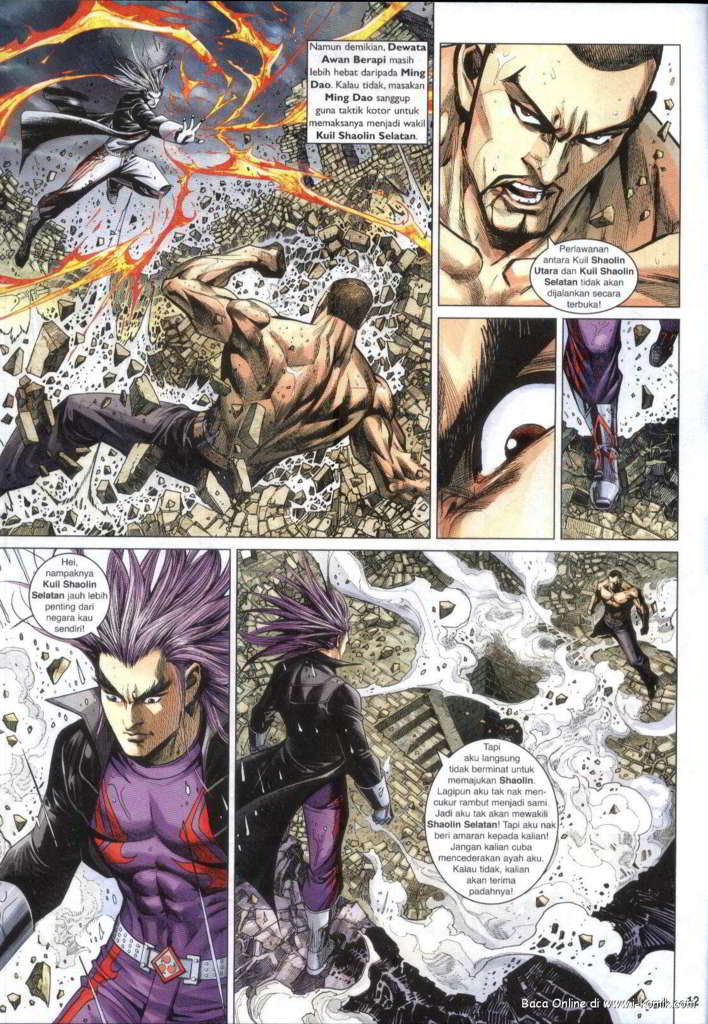 Namun demikian, Dewata
Awan Berapi masih
lebih hebat daripada Ming
Dao. Kalau tidak, masakan
Ming Dao sanggup
guna taktik kotor untuk
memaksanya menjadi wakil
Kuil Shaolin Selatan.
Perlawanan
antara Kuil Shaolin
Utara dan Kuil Shaolin
Selatan tidak akan
dijalankan secara
terbuka!
Hei,
nampaknya
Kuil Shaolin
Selatan jauh lebih
penting dari
negara kau
sendiri!
Tapi
aku langsung
tidak berminat untuk
memajukan Shaolin.
Lagipun aku tak nak men-
cukur rambut menjadi sami.
Jadi aku tak akan mewakili
Shaolin Selatan! Tapi aku nak
beri amaran kepada kalian!
Jangan kalian cuba
mencederakan ayah aku.
Kalau tidak, kalian
akan terima
padahnya!
Baca Online di www.i-komik.com
12